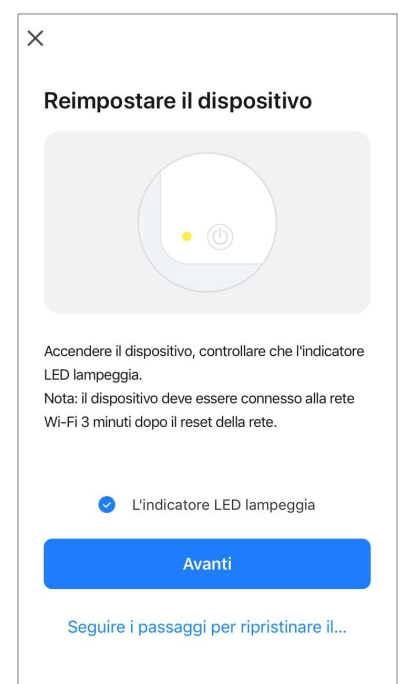 Reimpostare il dispositivo
Accendere il dispositivo, controllare che l'indicatore
LED lampeggia.
Nota: il dispositivo deve essere connesso alla rete
Wi-Fi 3 minuti dopo il reset della rete.
L'indicatore LED lampeggia
Avanti
Seguire i passaggi per ripristinare il...